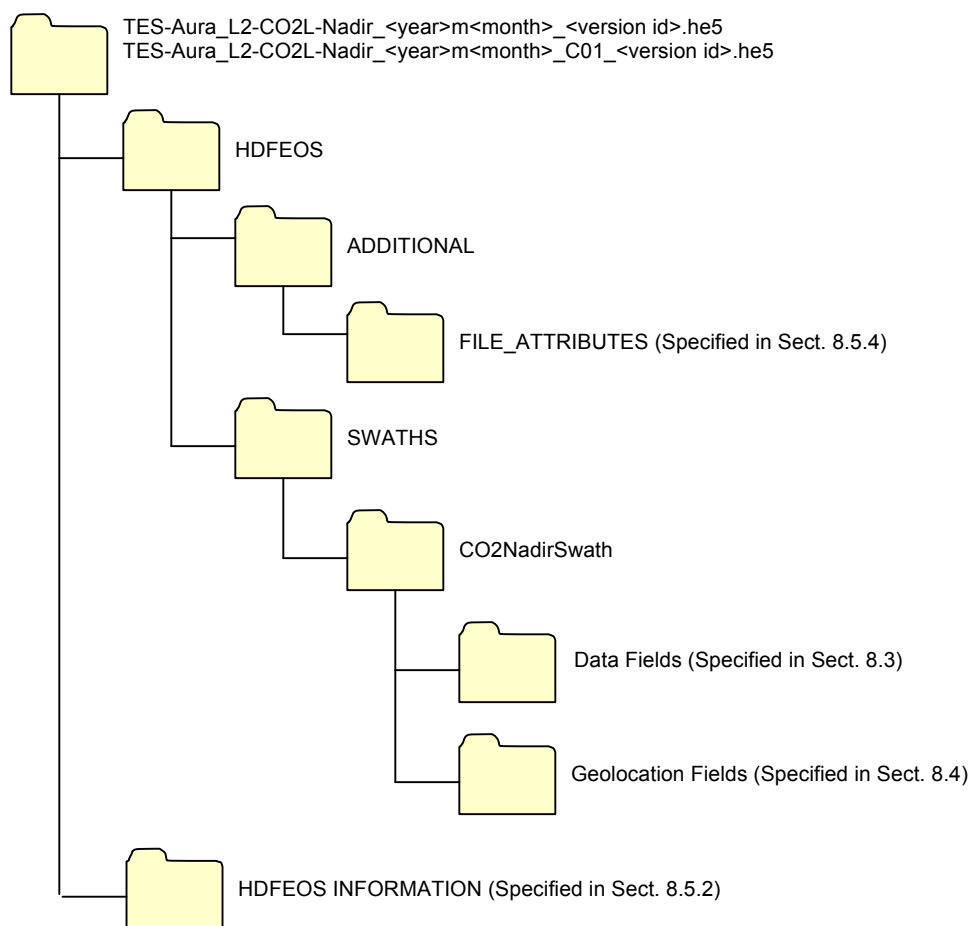 TES-Aura_L2-CO2L-Nadir_<year>m<month>_<version id>.he5
TES-Aura_L2-CO2L-Nadir_<year>m<month>_C01_<version id>.he5
HDFEOS
ADDITIONAL
FILE_ATTRIBUTES (Specified in Sect. 8.5.4)
SWATHS
CO2NadirSwath
Data Fields (Specified in Sect. 8.3)
Geolocation Fields (Specified in Sect. 8.4)
HDFEOS INFORMATION (Specified in Sect. 8.5.2)